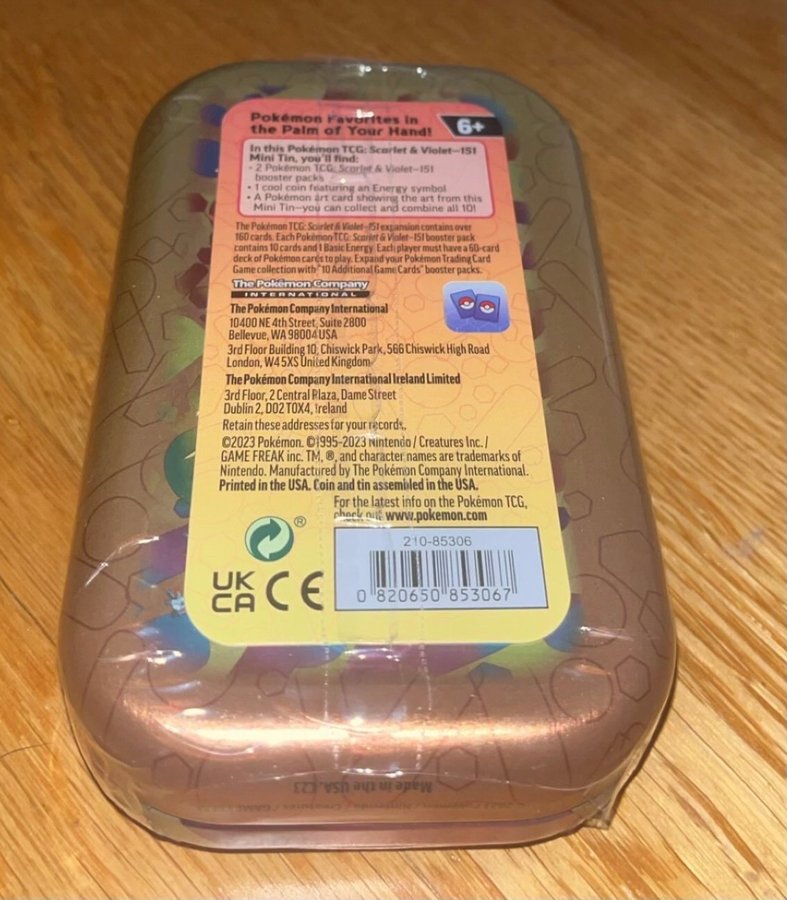 Pokémon Favorites in
the Palm of Your Hand!
6+
In this Pokémon TCG: Scarlet & Violet—151
Mini Tin, you'll find:
• 2 Pokémon TCG: Scarlet & Violet—151
booster packs
• 1 cool coin featuring an Energy symbol
• A Pokémon art card showing the art from this
Mini Tin—you can collect and combine all 10!
The Pokémon TCG: Scarlet & Violet—151 expansion contains over
160 cards. Each Pokémon TCG: Scarlet & Violet—151 booster pack
contains 10 cards and 1 Basic Energy. Each player must have a 60-card
deck of Pokémon cards to play. Expand your Pokémon Trading Card
Game collection with "10 Additional Game Cards" booster packs.
The Pokémon Company
INTERNATIONAL
The Pokémon Company International
10400 NE 4th Street, Suite 2800
Bellevue, WA 98004 USA
3rd Floor Building 10, Chiswick Park, 566 Chiswick High Road
London, W4 5XS United Kingdom
The Pokémon Company International Ireland Limited
3rd Floor, 2 Central Plaza, Dame Street
Dublin 2, D02 T0X4, Ireland
Retain these addresses for your records.
©2023 Pokémon. ©1995-2023 Nintendo / Creatures Inc. /
GAME FREAK inc. TM, ®, and character names are trademarks of
Nintendo. Manufactured by The Pokémon Company International.
Printed in the USA. Coin and tin assembled in the USA.
For the latest info on the Pokémon TCG,
check out www.pokemon.com
®
UK
CA CE
210-85306
0 820650 853067
Made in the USA. E23